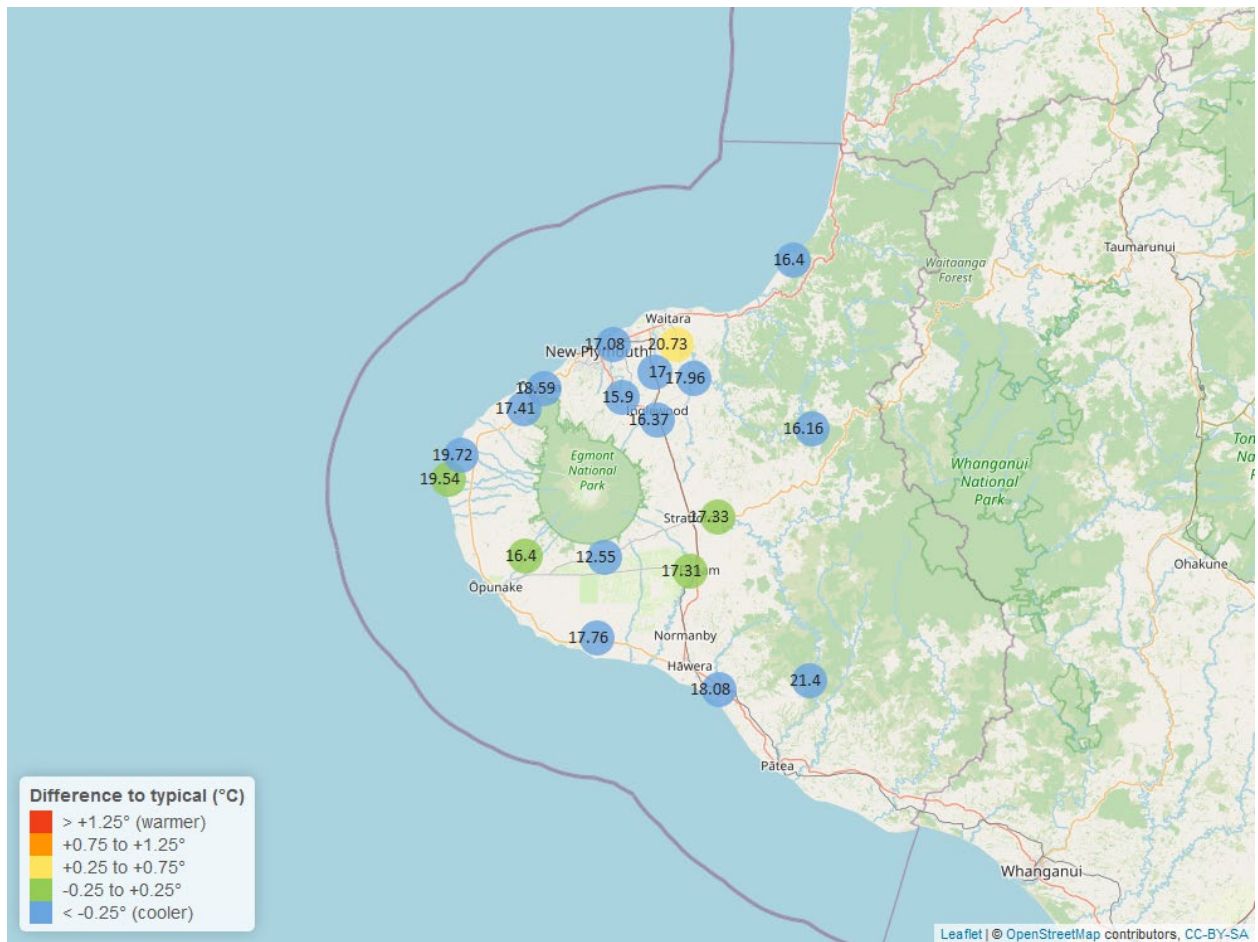 Taumarunui
Waitaanga
Forest
16.4
Waitara
17.08
20.73
New Plymouth
17
17.96
18.59
17.41
15.9
Inglewood
16.37
16.16
19.72
19.54
Egmont
National
Park
Whanganui
National
Park
Ton
Na
P
17.33
16.4
12.55
17.31
Ohakune
Ōpunake
17.76
Normanby
Hāwera
18.08
21.4
Pātea
Whanganui
Difference to typical (°C)
> +1.25° (warmer)
+0.75 to +1.25°
+0.25 to +0.75°
-0.25 to +0.25°
< -0.25° (cooler)
Leaflet | © OpenStreetMap contributors, CC-BY-SA